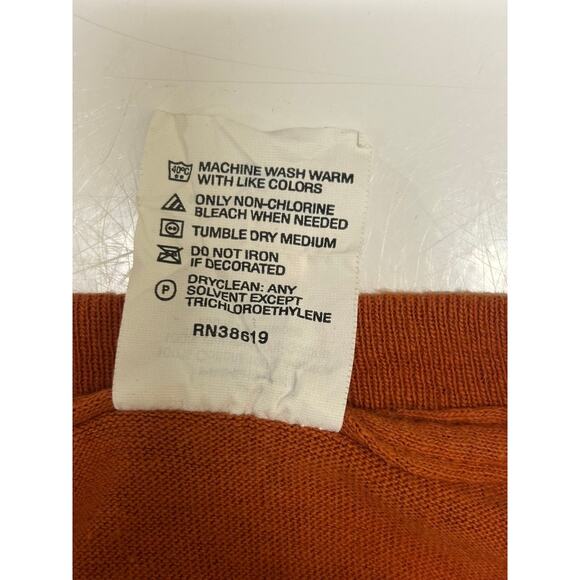 40°C MACHINE WASH WARM
WITH LIKE COLORS
ONLY NON-CHLORINE
BLEACH WHEN NEEDED
TUMBLE DRY MEDIUM
DO NOT IRON
IF DECORATED
P DRYCLEAN: ANY
SOLVENT EXCEPT
TRICHLOROETHYLENE
RN38619